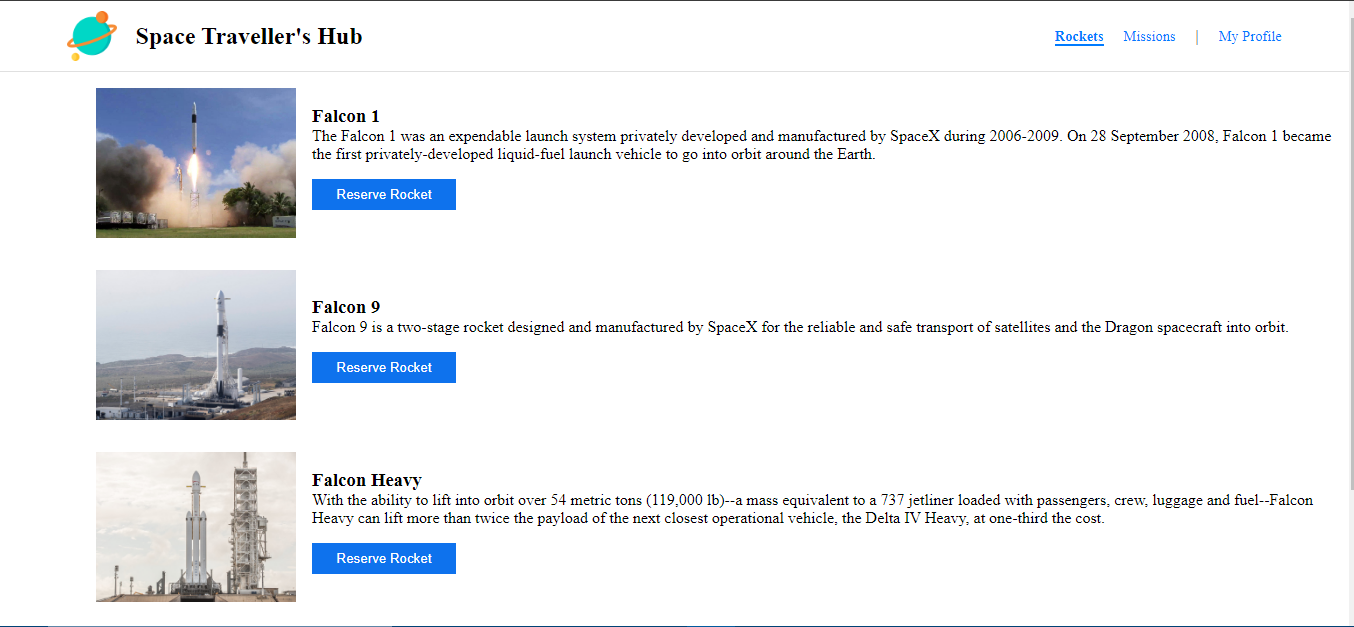 Space Traveller's Hub
Rockets Missions | My Profile
Falcon 1
The Falcon 1 was an expendable launch system privately developed and manufactured by SpaceX during 2006-2009. On 28 September 2008, Falcon 1 became
the first privately-developed liquid-fuel launch vehicle to go into orbit around the Earth.
Reserve Rocket
Falcon 9
Falcon 9 is a two-stage rocket designed and manufactured by SpaceX for the reliable and safe transport of satellites and the Dragon spacecraft into orbit.
Reserve Rocket
Falcon Heavy
With the ability to lift into orbit over 54 metric tons (119,000 lb)--a mass equivalent to a 737 jetliner loaded with passengers, crew, luggage and fuel--Falcon
Heavy can lift more than twice the payload of the next closest operational vehicle, the Delta IV Heavy, at one-third the cost.
Reserve Rocket